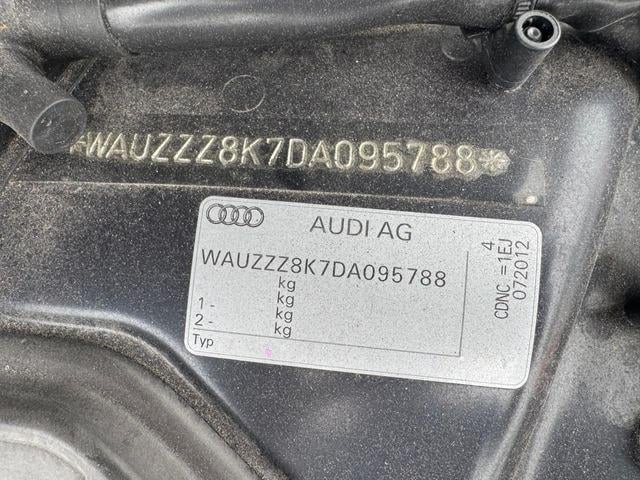 *WAUZZZ8K7DA095788*
AUDI AG
WAUZZZ8K7DA095788
kg
1 - kg
2 - kg
kg
Typ
4
CDNC =1EJ
072012